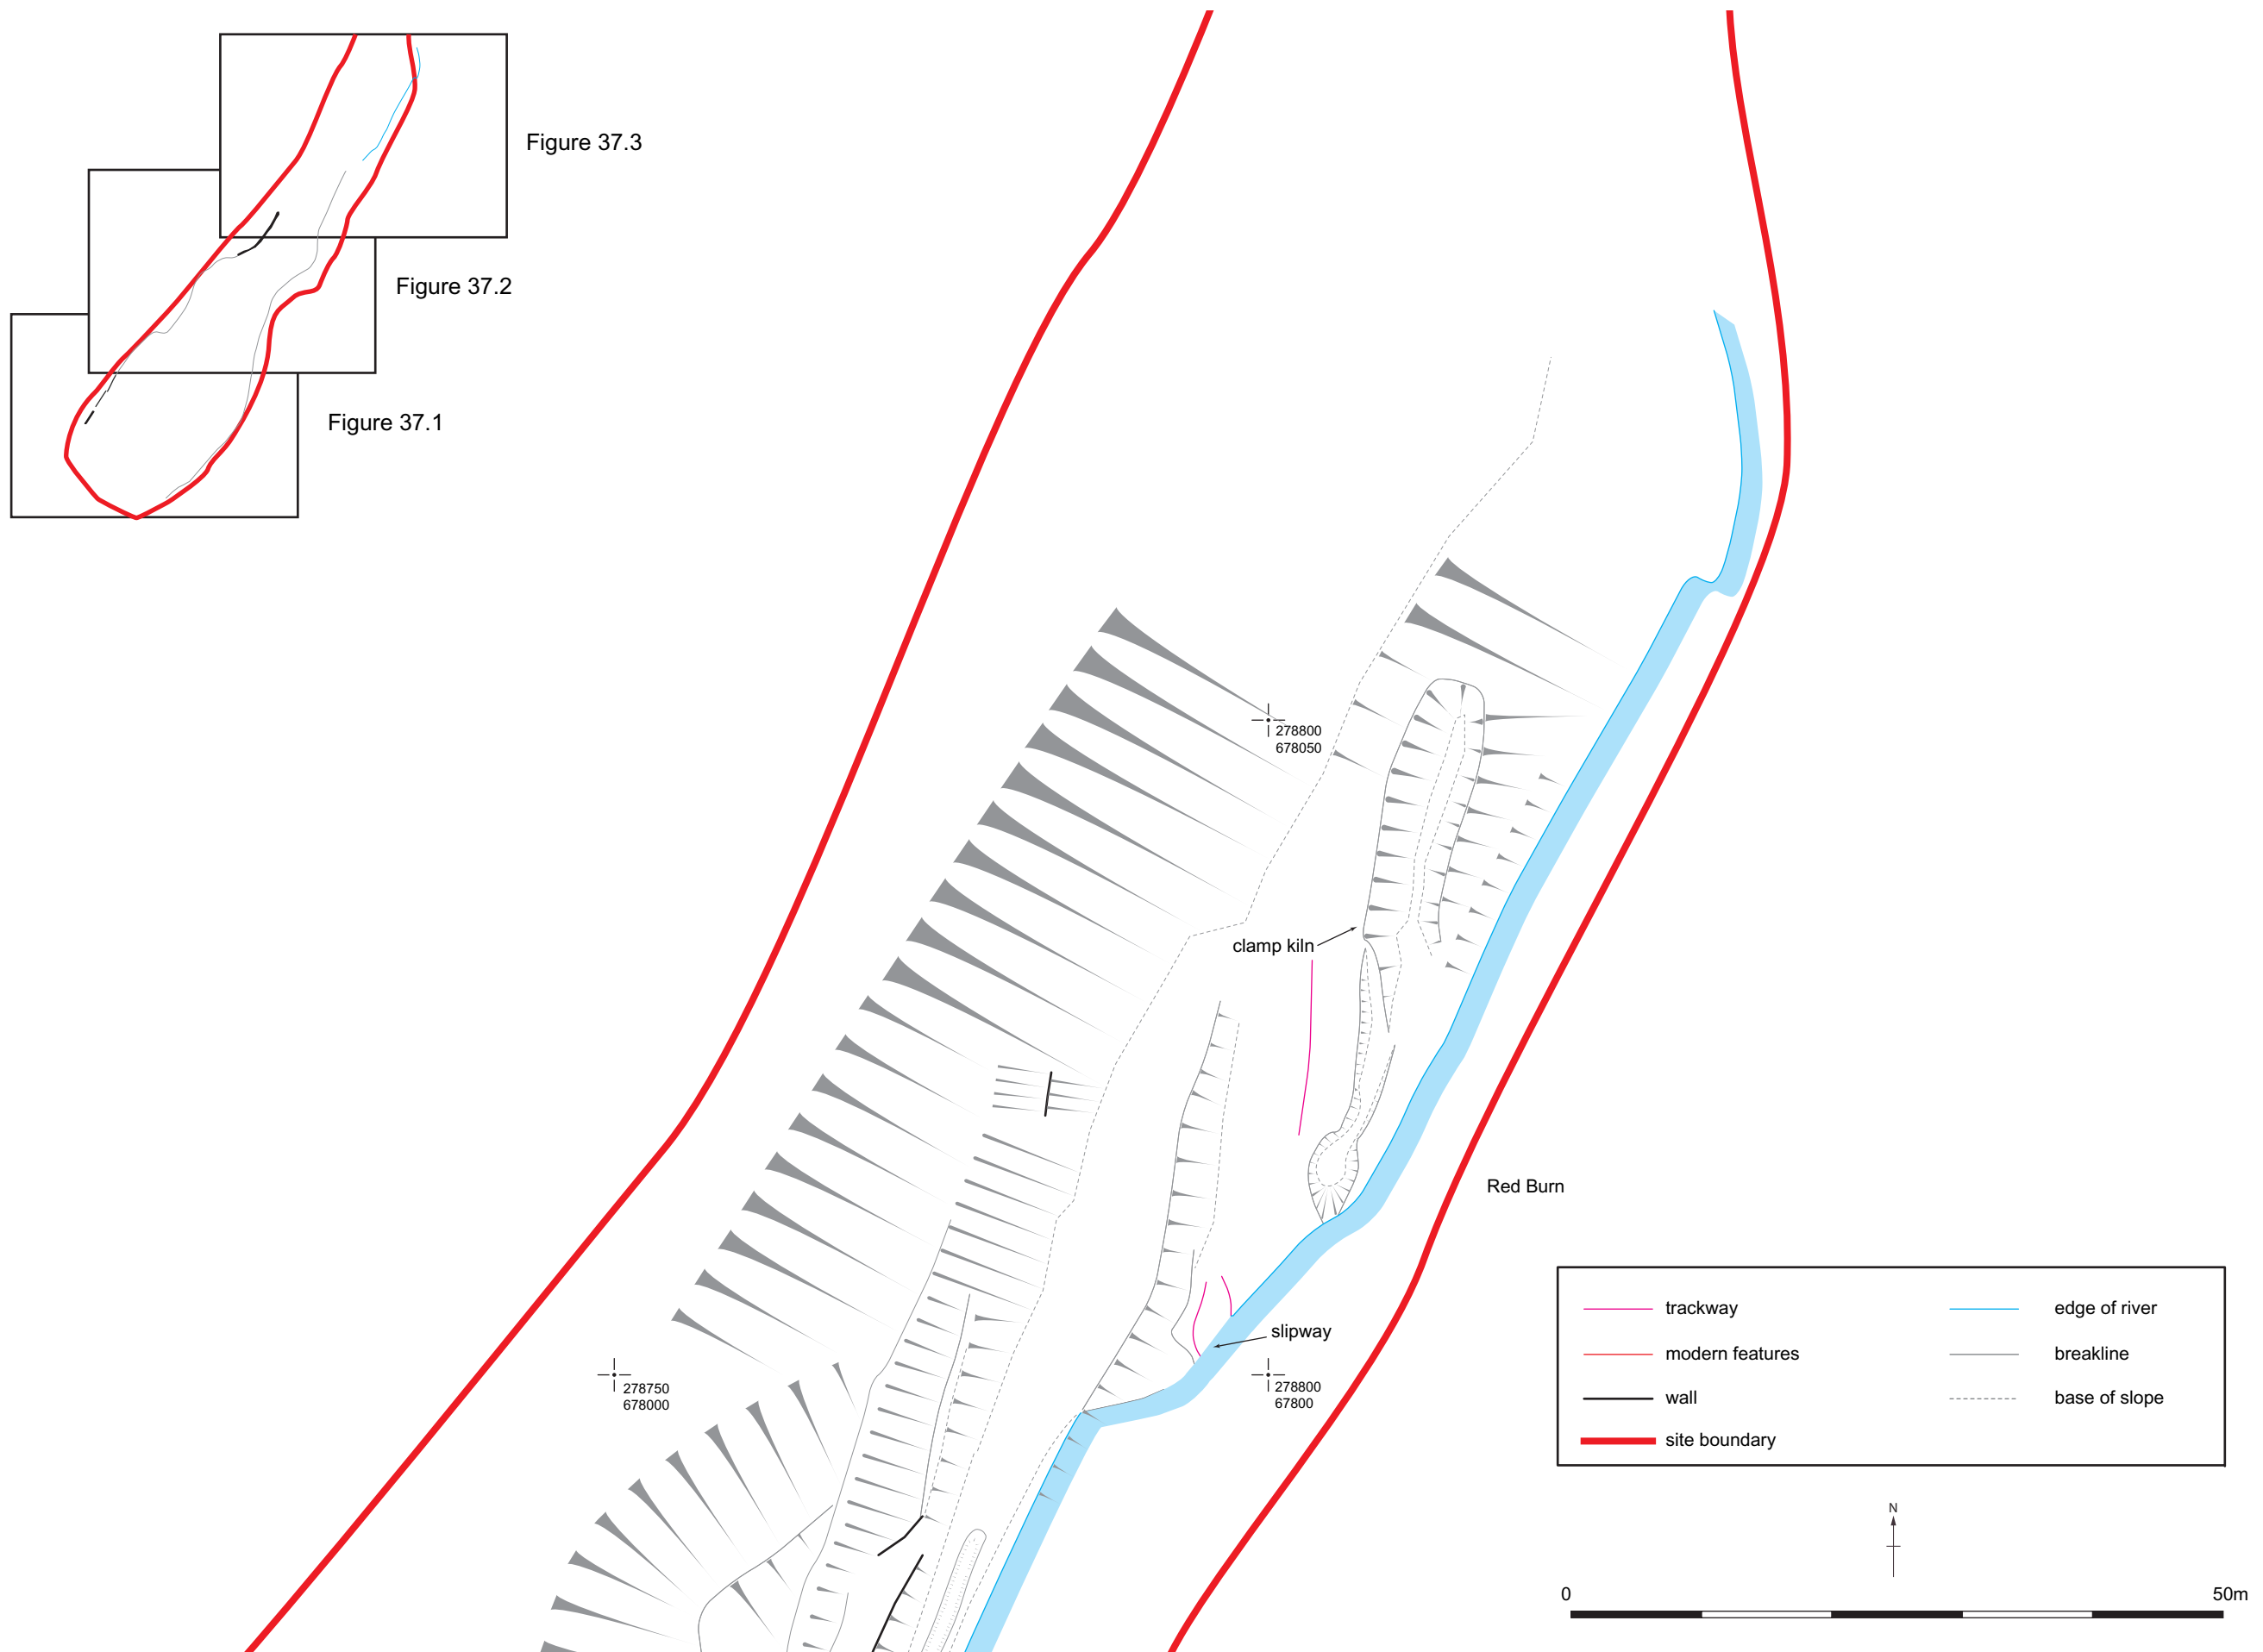 Figure 37.3
Figure 37.2
Figure 37.1
278800
678050
clamp kiln
Red Burn
slipway
278750
678000
278800
67800
trackway
modern features
wall
site boundary
edge of river
breakline
base of slope
N
0
50m